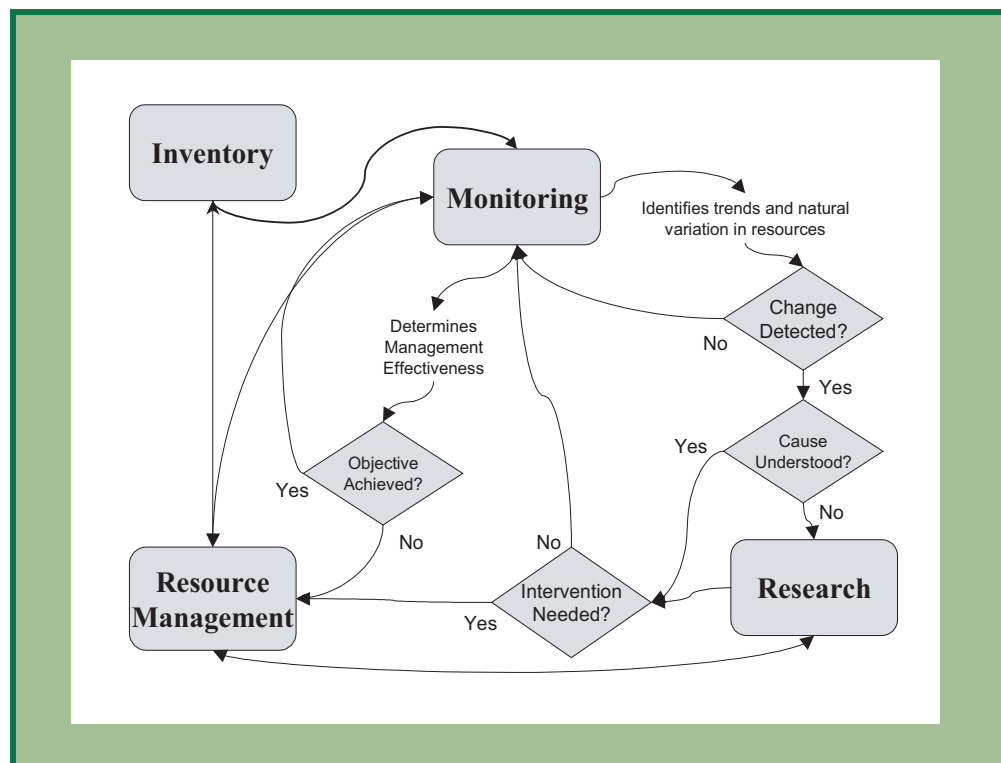 Inventory
Monitoring
Identifies trends and natural
variation in resources
Change
Detected?
No
Yes
Determines
Management
Effectiveness
Cause
Understood?
Yes
No
Objective
Achieved?
Yes
No
Intervention
Needed?
No
Yes
Research
Resource
Management